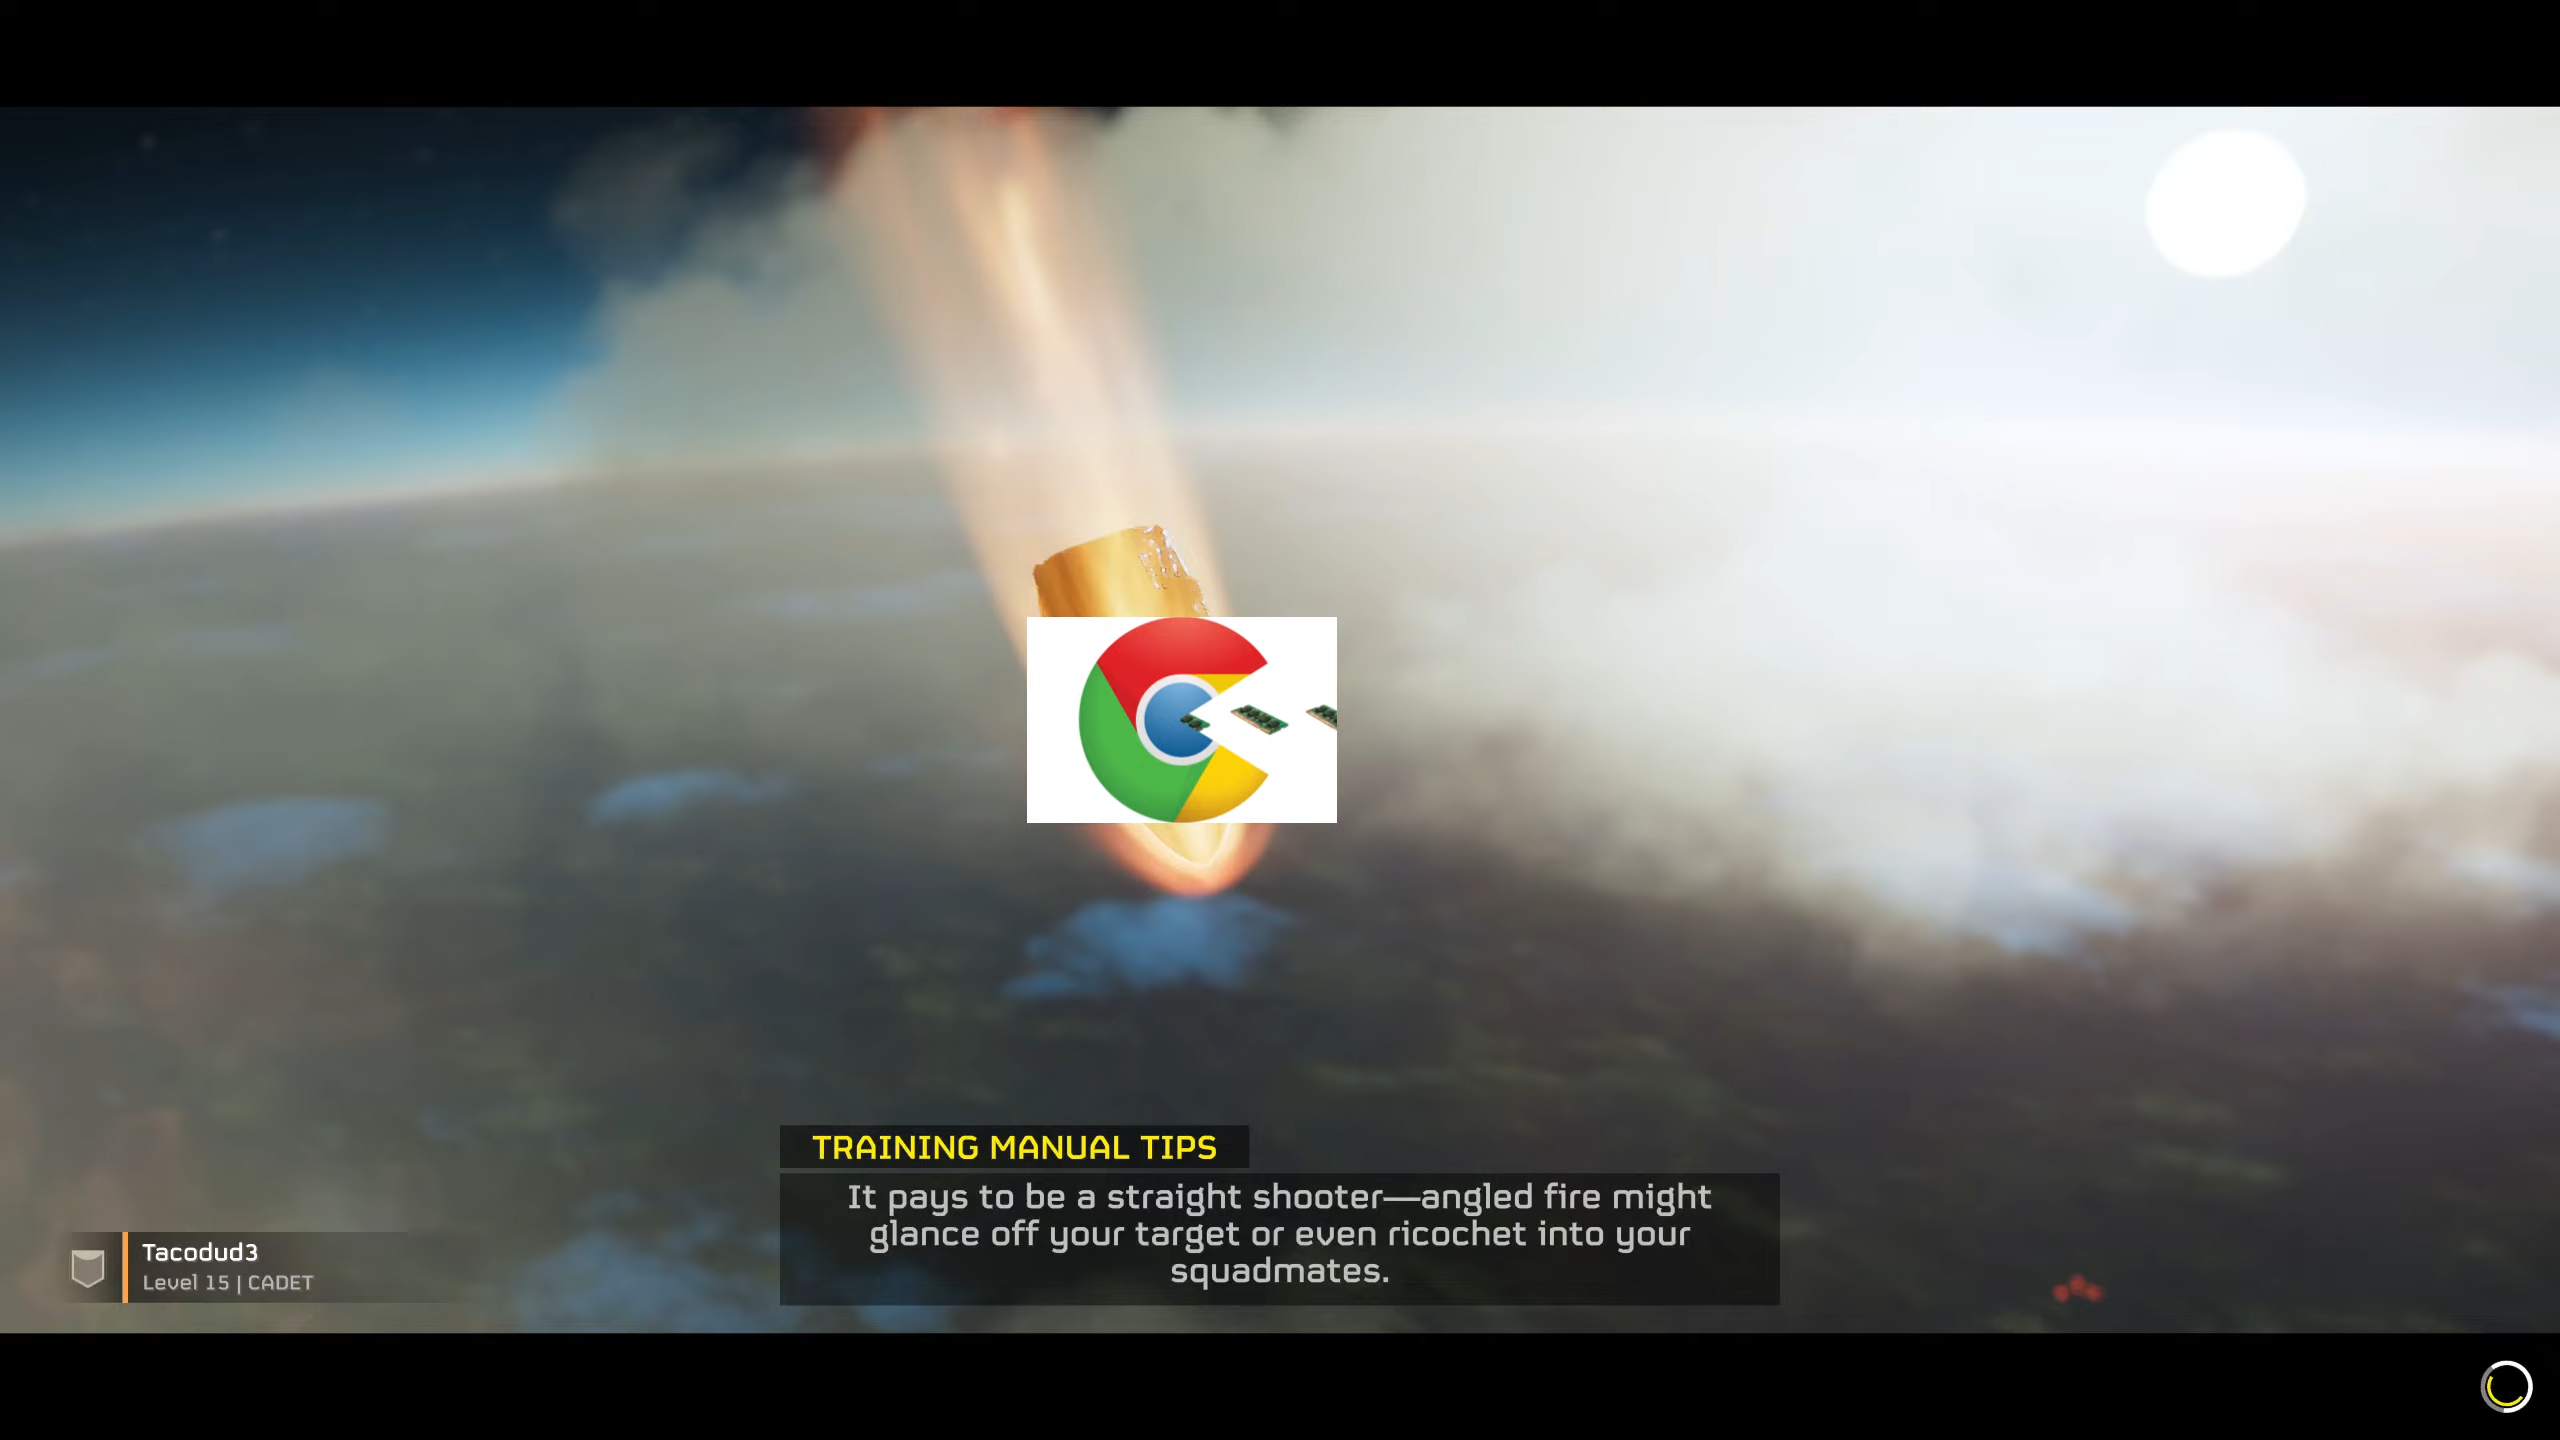 TRAINING MANUAL TIPS
It pays to be a straight shooter—angled fire might
glance off your target or even ricochet into your
squadmates.
Tacodud3
Level 15 | CADET